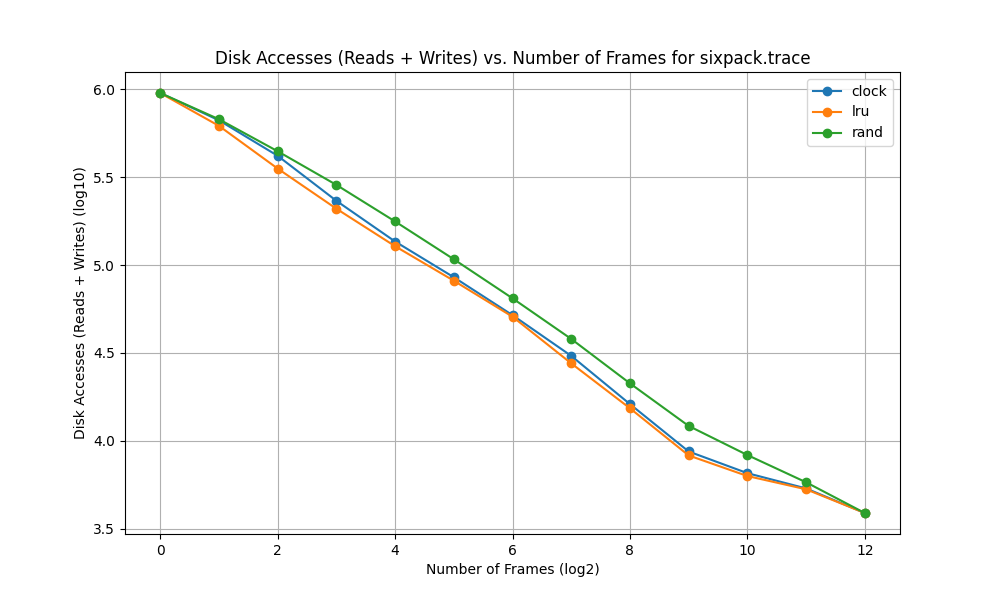 Disk Accesses (Reads + Writes) vs. Number of Frames for sixpack.trace
clock
lru
rand
Disk Accesses (Reads + Writes) (log10)
6.0
5.5
5.0
4.5
4.0
3.5
0 2 4 6 8 10 12
Number of Frames (log2)